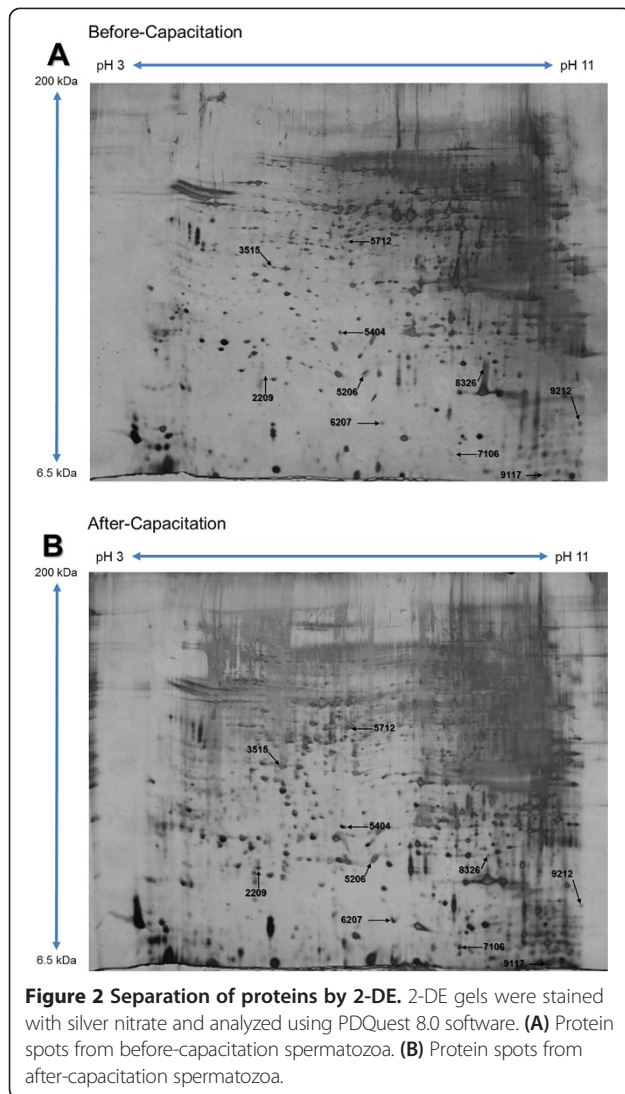 Before-Capacitation
A
pH 3
pH 11
200 kDa
5712
3515
5404
2209
5206
8326
9212
6207
7106
9117
6.5 kDa
After-Capacitation
B
pH 3
pH 11
200 kDa
5712
3515
5404
5206
8326
2209
9212
6207
7106
9117
6.5 kDa
Figure 2 Separation of proteins by 2-DE. 2-DE gels were stained
with silver nitrate and analyzed using PDQuest 8.0 software. (A) Protein
spots from before-capacitation spermatozoa. (B) Protein spots from
after-capacitation spermatozoa.